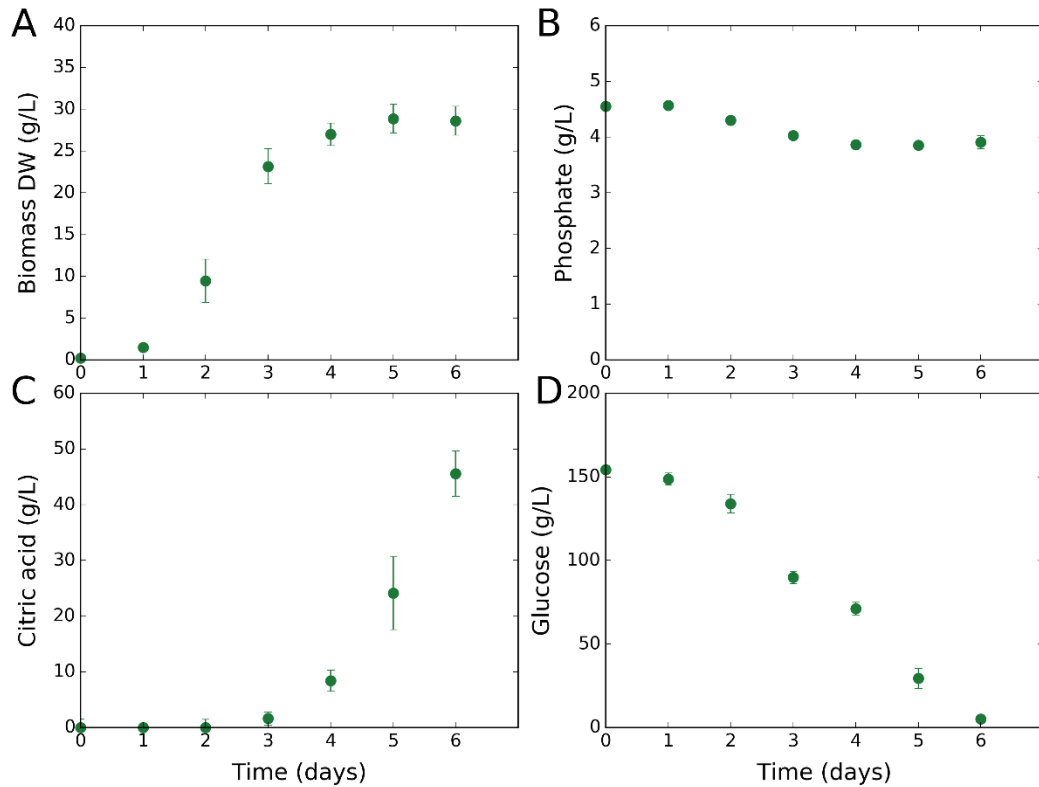 A
Biomass DW (g/L)
40
35
30
25
20
15
10
5
0
0 1 2 3 4 5 6
B
Phosphate (g/L)
6
5
4
3
2
1
0
0 1 2 3 4 5 6
C
Citric acid (g/L)
60
50
40
30
20
10
0
0 1 2 3 4 5 6
Time (days)
D
Glucose (g/L)
200
150
100
50
0
0 1 2 3 4 5 6
Time (days)